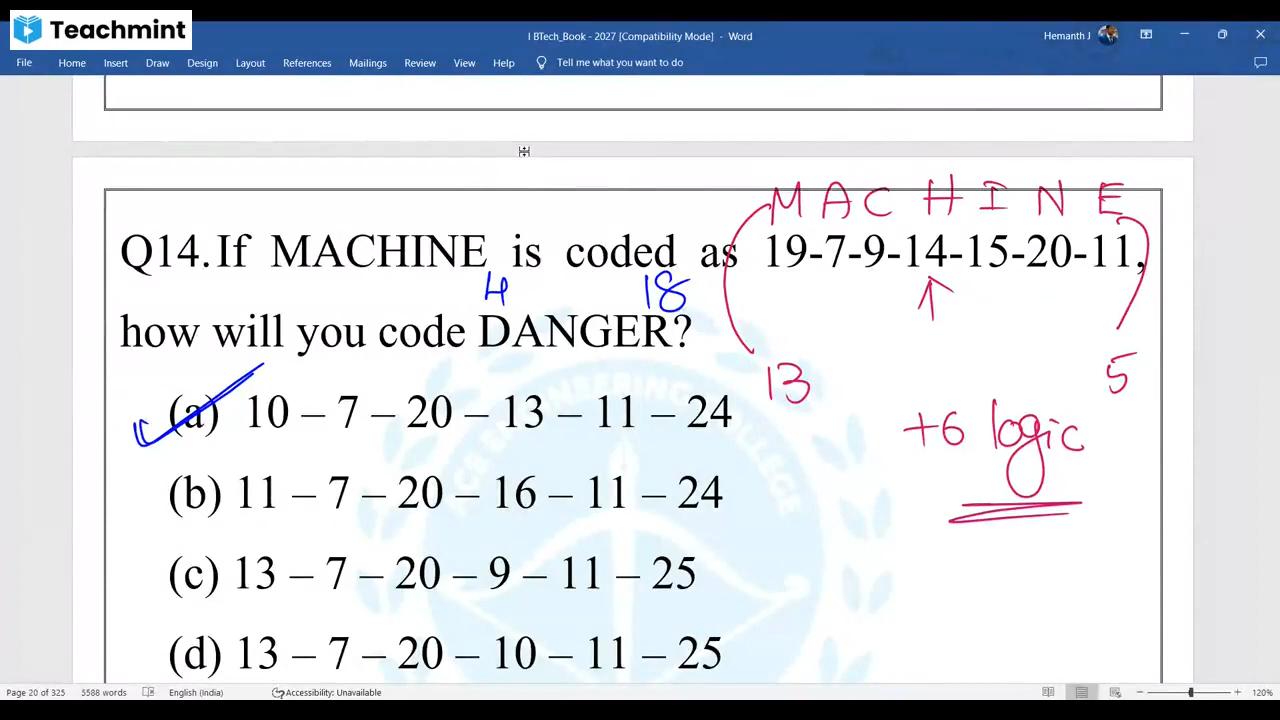 Teachmint
I BTech_Book - 2027 [Compatibility Mode] - Word
Hemanth J
File Home Insert Draw Design Layout References Mailings Review View Help Tell me what you want to do
M A C H I N E
Q14. If MACHINE is coded as 19-7-9-14-15-20-11,
4 18
how will you code DANGER?
13 5
(a) 10 – 7 – 20 – 13 – 11 – 24
+6 logic
(b) 11 – 7 – 20 – 16 – 11 – 24
(c) 13 – 7 – 20 – 9 – 11 – 25
(d) 13 – 7 – 20 – 10 – 11 – 25
Page 20 of 325 5588 words English (India) Accessibility: Unavailable 120%